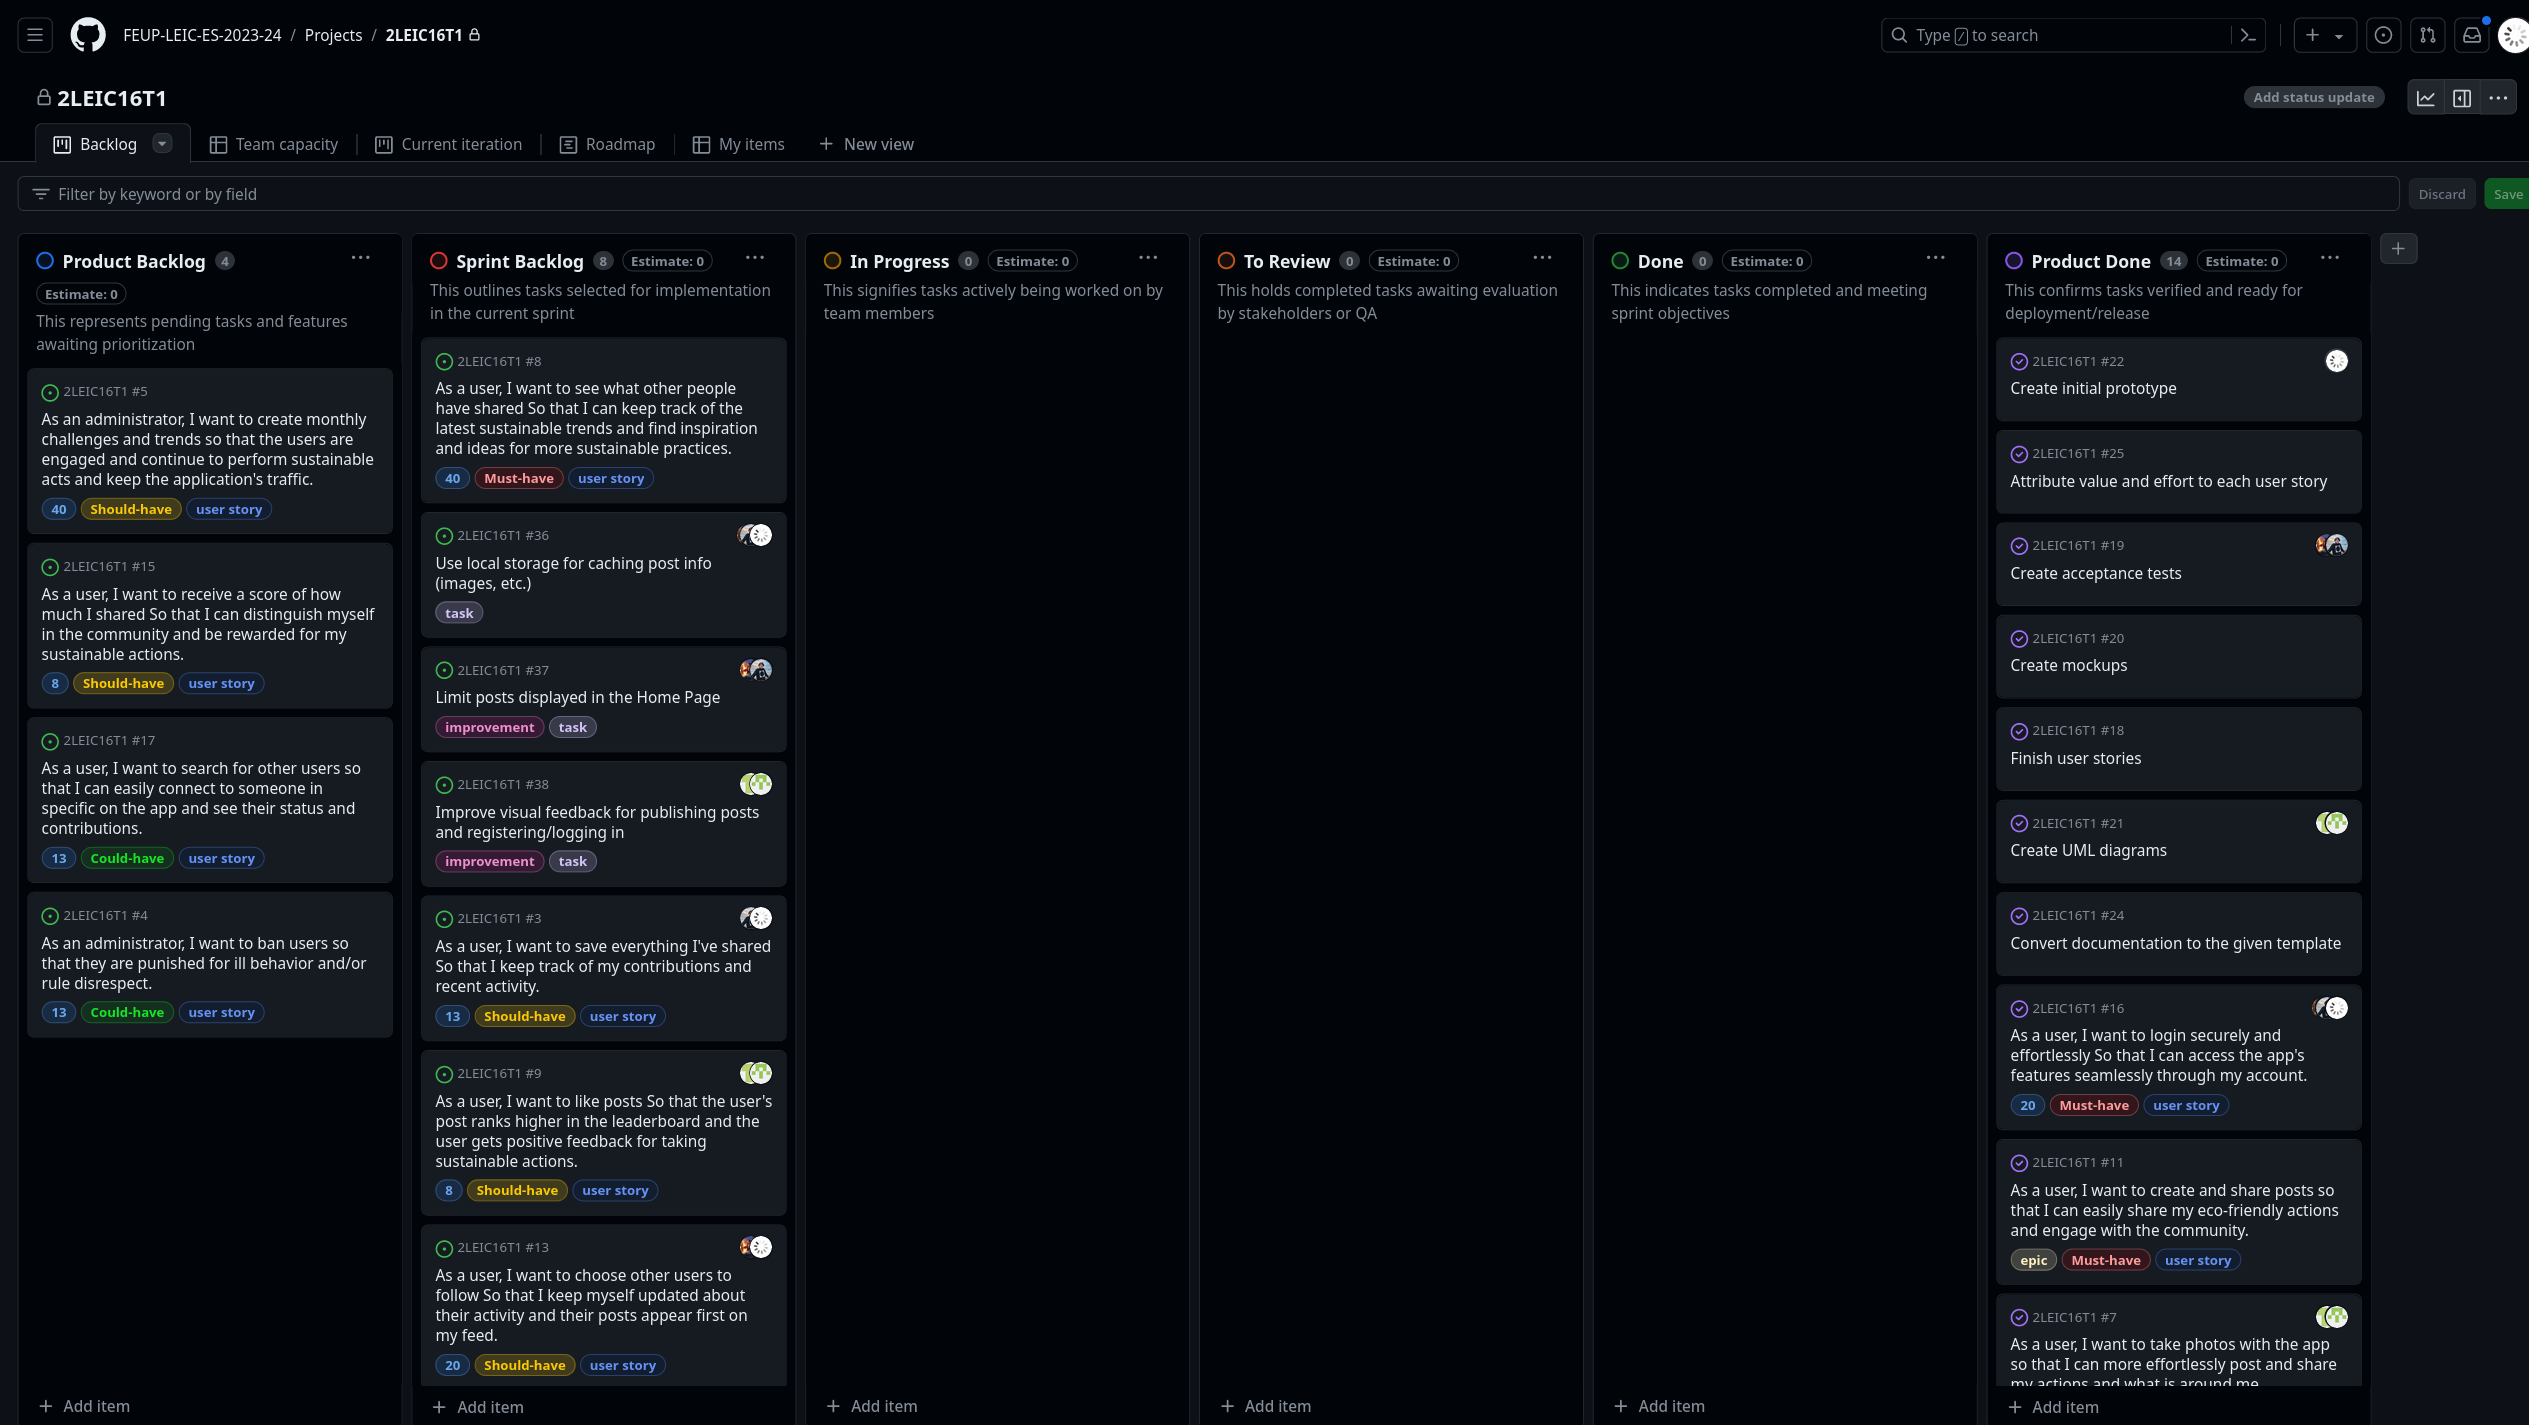 FEUP-LEIC-ES-2023-24 / Projects / 2LEIC16T1
Type / to search
2LEIC16T1
Add status update
Backlog
Team capacity
Current iteration
Roadmap
My items
New view
Filter by keyword or by field
Discard
Save
Product Backlog 4
Estimate: 0
This represents pending tasks and features
awaiting prioritization
2LEIC16T1 #5
As an administrator, I want to create monthly
challenges and trends so that the users are
engaged and continue to perform sustainable
acts and keep the application's traffic.
40 Should-have user story
2LEIC16T1 #15
As a user, I want to receive a score of how
much I shared So that I can distinguish myself
in the community and be rewarded for my
sustainable actions.
8 Should-have user story
2LEIC16T1 #17
As a user, I want to search for other users so
that I can easily connect to someone in
specific on the app and see their status and
contributions.
13 Could-have user story
2LEIC16T1 #4
As an administrator, I want to ban users so
that they are punished for ill behavior and/or
rule disrespect.
13 Could-have user story
Add item
Sprint Backlog 8 Estimate: 0
This outlines tasks selected for implementation
in the current sprint
2LEIC16T1 #8
As a user, I want to see what other people
have shared So that I can keep track of the
latest sustainable trends and find inspiration
and ideas for more sustainable practices.
40 Must-have user story
2LEIC16T1 #36
Use local storage for caching post info
(images, etc.)
task
2LEIC16T1 #37
Limit posts displayed in the Home Page
improvement task
2LEIC16T1 #38
Improve visual feedback for publishing posts
and registering/logging in
improvement task
2LEIC16T1 #3
As a user, I want to save everything I've shared
So that I keep track of my contributions and
recent activity.
13 Should-have user story
2LEIC16T1 #9
As a user, I want to like posts So that the user's
post ranks higher in the leaderboard and the
user gets positive feedback for taking
sustainable actions.
8 Should-have user story
2LEIC16T1 #13
As a user, I want to choose other users to
follow So that I keep myself updated about
their activity and their posts appear first on
my feed.
20 Should-have user story
Add item
In Progress 0 Estimate: 0
This signifies tasks actively being worked on by
team members
Add item
To Review 0 Estimate: 0
This holds completed tasks awaiting evaluation
by stakeholders or QA
Add item
Done 0 Estimate: 0
This indicates tasks completed and meeting
sprint objectives
Add item
Product Done 14 Estimate: 0
This confirms tasks verified and ready for
deployment/release
2LEIC16T1 #22
Create initial prototype
2LEIC16T1 #25
Attribute value and effort to each user story
2LEIC16T1 #19
Create acceptance tests
2LEIC16T1 #20
Create mockups
2LEIC16T1 #18
Finish user stories
2LEIC16T1 #21
Create UML diagrams
2LEIC16T1 #24
Convert documentation to the given template
2LEIC16T1 #16
As a user, I want to login securely and
effortlessly So that I can access the app's
features seamlessly through my account.
20 Must-have user story
2LEIC16T1 #11
As a user, I want to create and share posts so
that I can easily share my eco-friendly actions
and engage with the community.
epic Must-have user story
2LEIC16T1 #7
As a user, I want to take photos with the app
so that I can more effortlessly post and share
my actions and what is around me
Add item